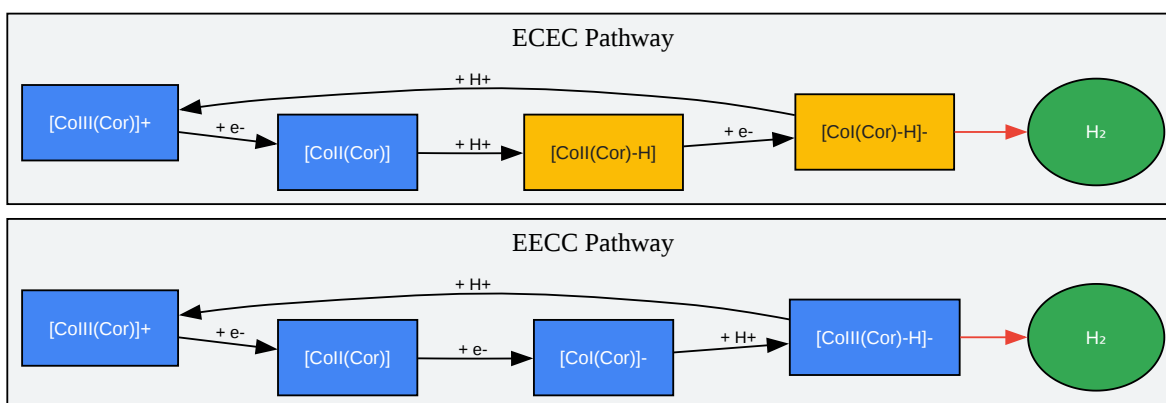 ECEC Pathway
+ H+
[CoIII(Cor)]+
+ e-
[CoII(Cor)]
+ H+
[CoII(Cor)-H]
+ e-
[CoI(Cor)-H]-
H₂
EECC Pathway
+ H+
[CoIII(Cor)]+
+ e-
[CoII(Cor)]
+ e-
[CoI(Cor)]-
+ H+
[CoIII(Cor)-H]-
H₂